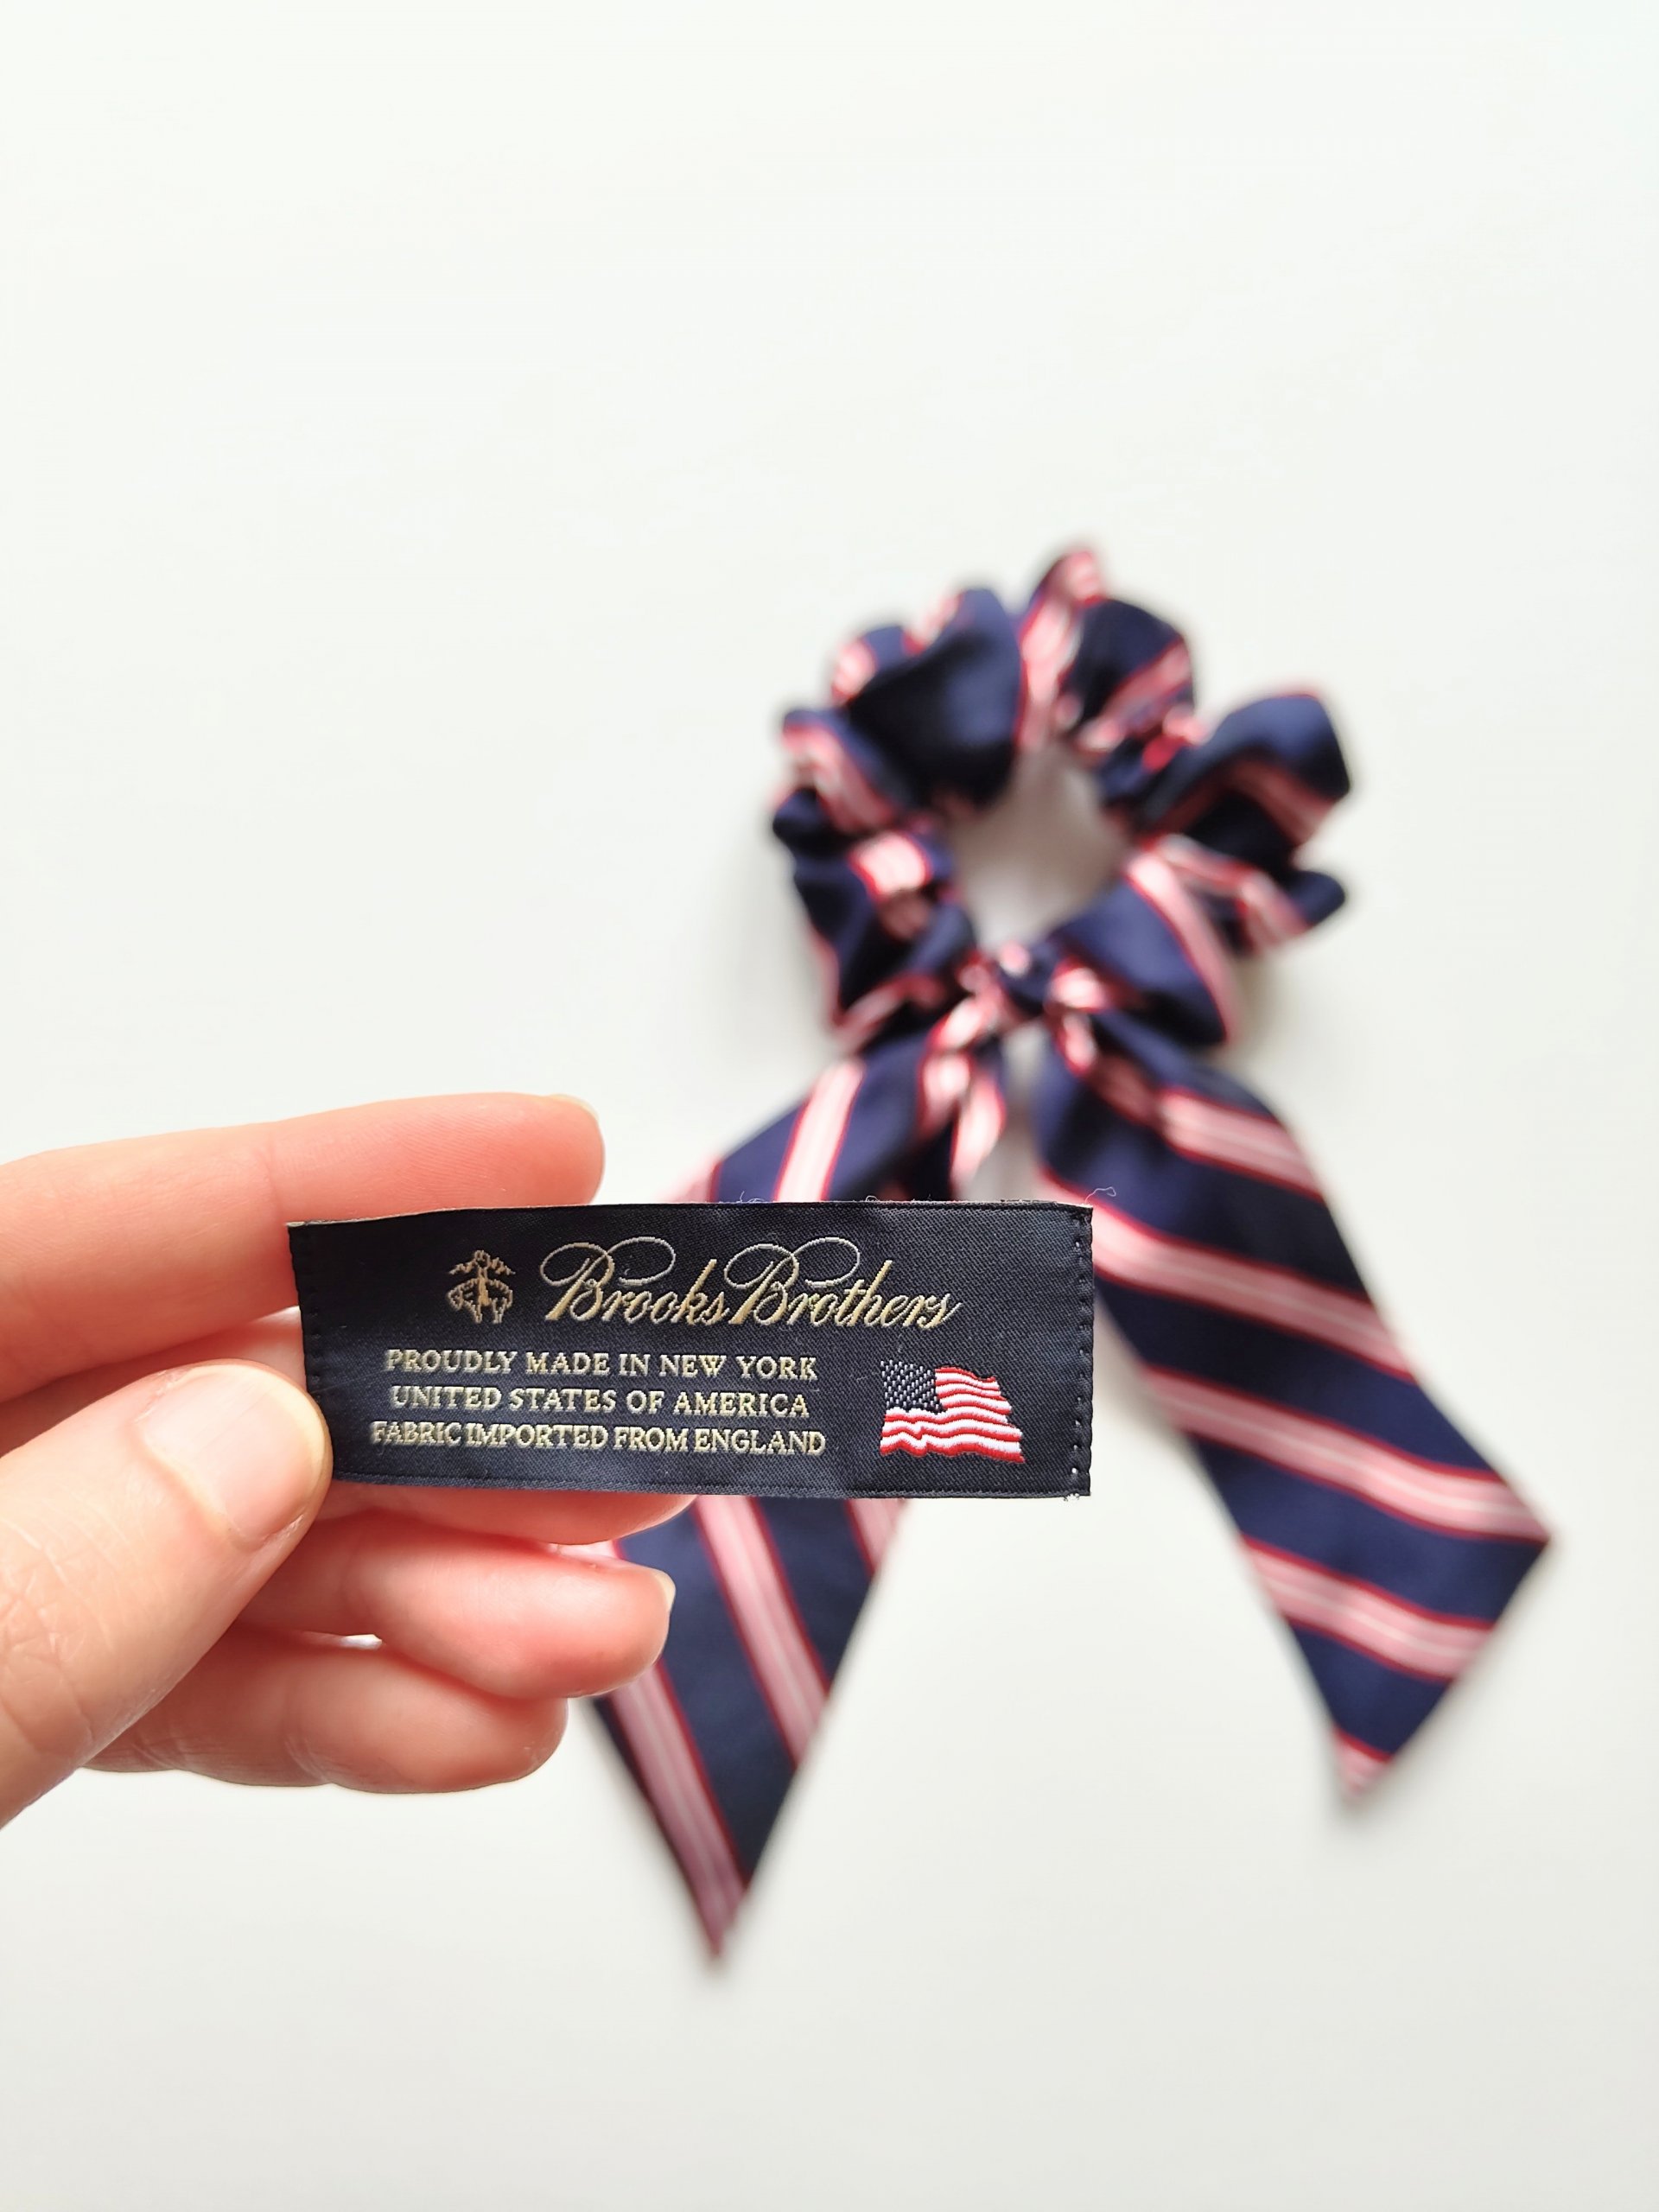 Brooks Brothers
PROUDLY MADE IN NEW YORK
UNITED STATES OF AMERICA
FABRIC IMPORTED FROM ENGLAND